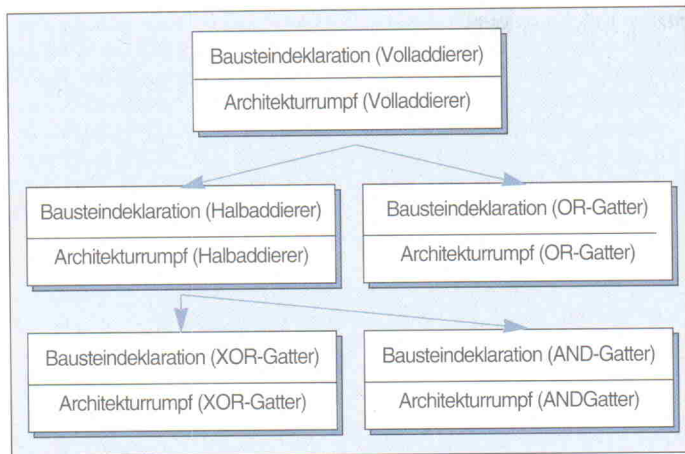 Bausteindeklaration (Volladdierer)
Architekturrumpf (Volladdierer)
Bausteindeklaration (Halbaddierer)
Architekturrumpf (Halbaddierer)
Bausteindeklaration (OR-Gatter)
Architekturrumpf (OR-Gatter)
Bausteindeklaration (XOR-Gatter)
Architekturrumpf (XOR-Gatter)
Bausteindeklaration (AND-Gatter)
Architekturrumpf (ANDGatter)